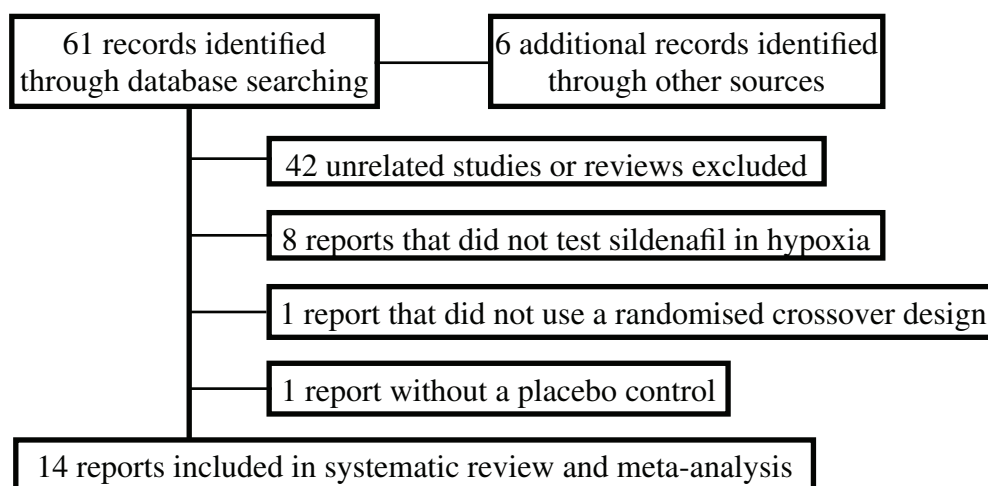 61 records identified
through database searching
6 additional records identified
through other sources
42 unrelated studies or reviews excluded
8 reports that did not test sildenafil in hypoxia
1 report that did not use a randomised crossover design
1 report without a placebo control
14 reports included in systematic review and meta-analysis